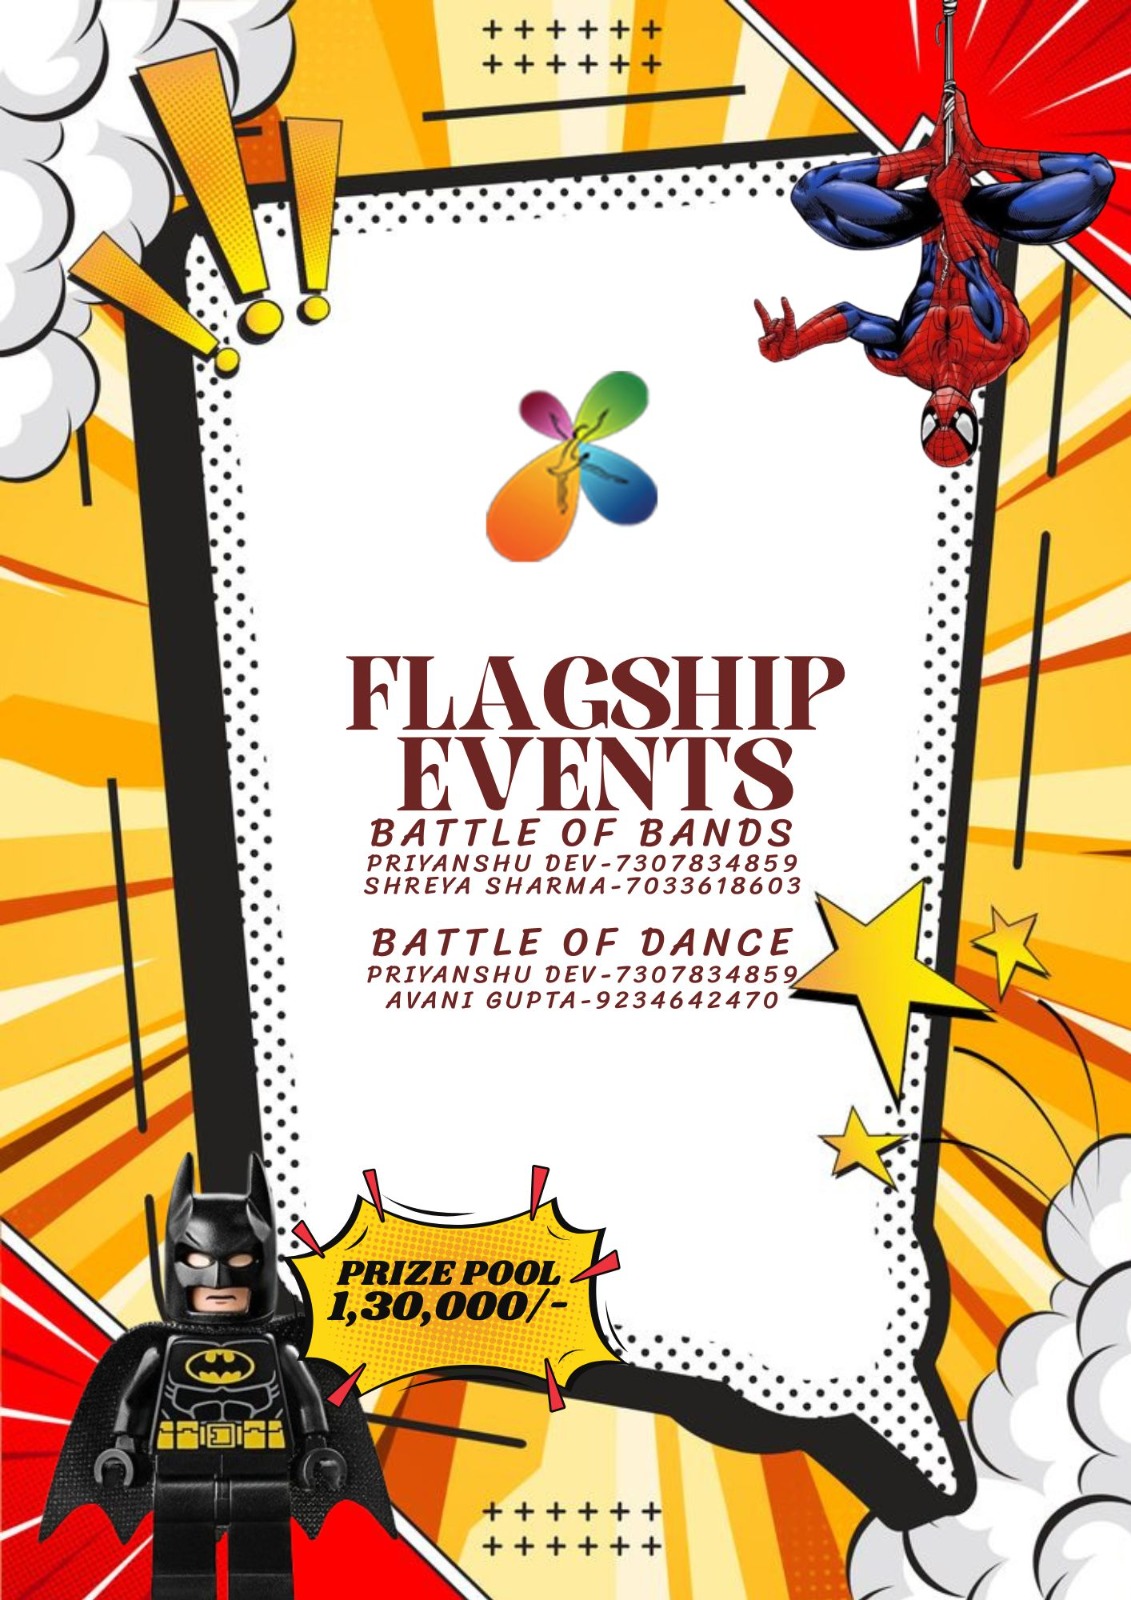 FLAGSHIP
EVENTS
BATTLE OF BANDS
PRIYANSHU DEV-7307834859
SHREYA SHARMA-7033618603
BATTLE OF DANCE
PRIYANSHU DEV-7307834859
AVANI GUPTA-9234642470
PRIZE POOL
1,30,000/-